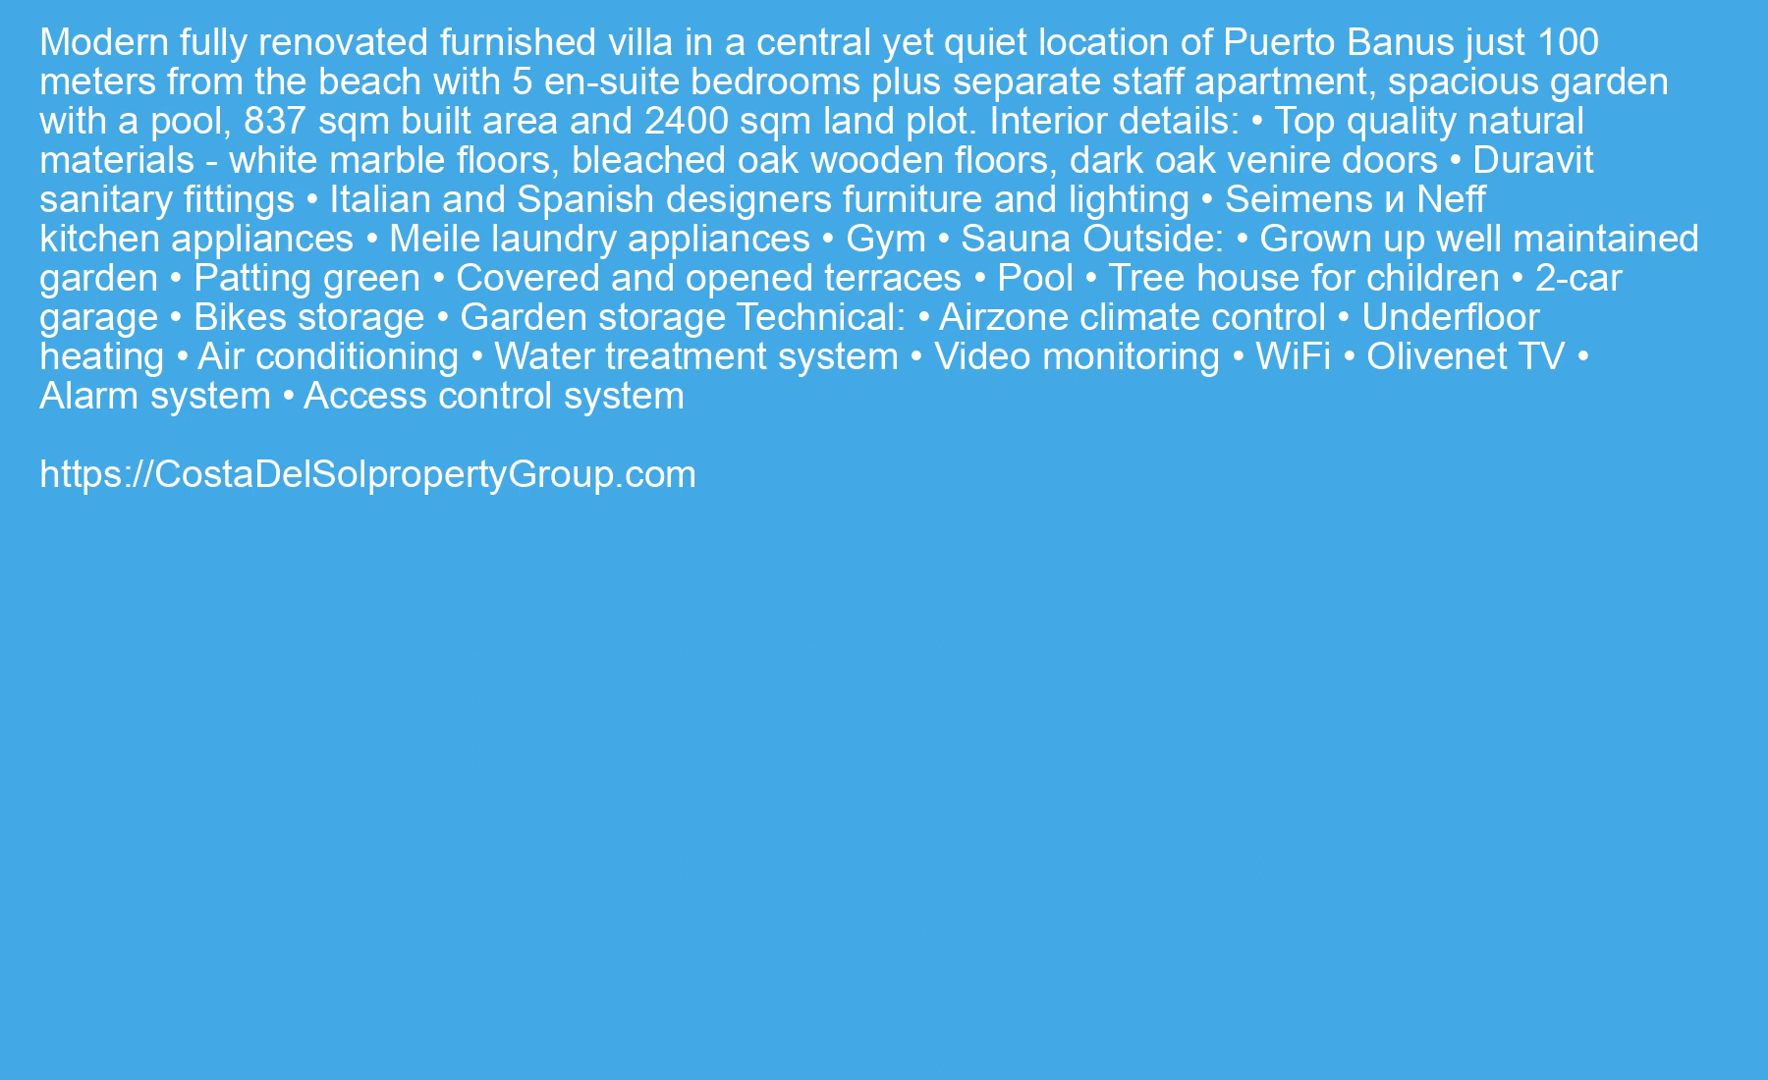 Modern fully renovated furnished villa in a central yet quiet location of Puerto Banus just 100
meters from the beach with 5 en-suite bedrooms plus separate staff apartment, spacious garden
with a pool, 837 sqm built area and 2400 sqm land plot. Interior details: • Top quality natural
materials - white marble floors, bleached oak wooden floors, dark oak venire doors • Duravit
sanitary fittings • Italian and Spanish designers furniture and lighting • Seimens и Neff
kitchen appliances • Meile laundry appliances • Gym • Sauna Outside: • Grown up well maintained
garden • Patting green • Covered and opened terraces • Pool • Tree house for children • 2-car
garage • Bikes storage • Garden storage Technical: • Airzone climate control • Underfloor
heating • Air conditioning • Water treatment system • Video monitoring • WiFi • Olivenet TV •
Alarm system • Access control system
https://CostaDelSolpropertyGroup.com